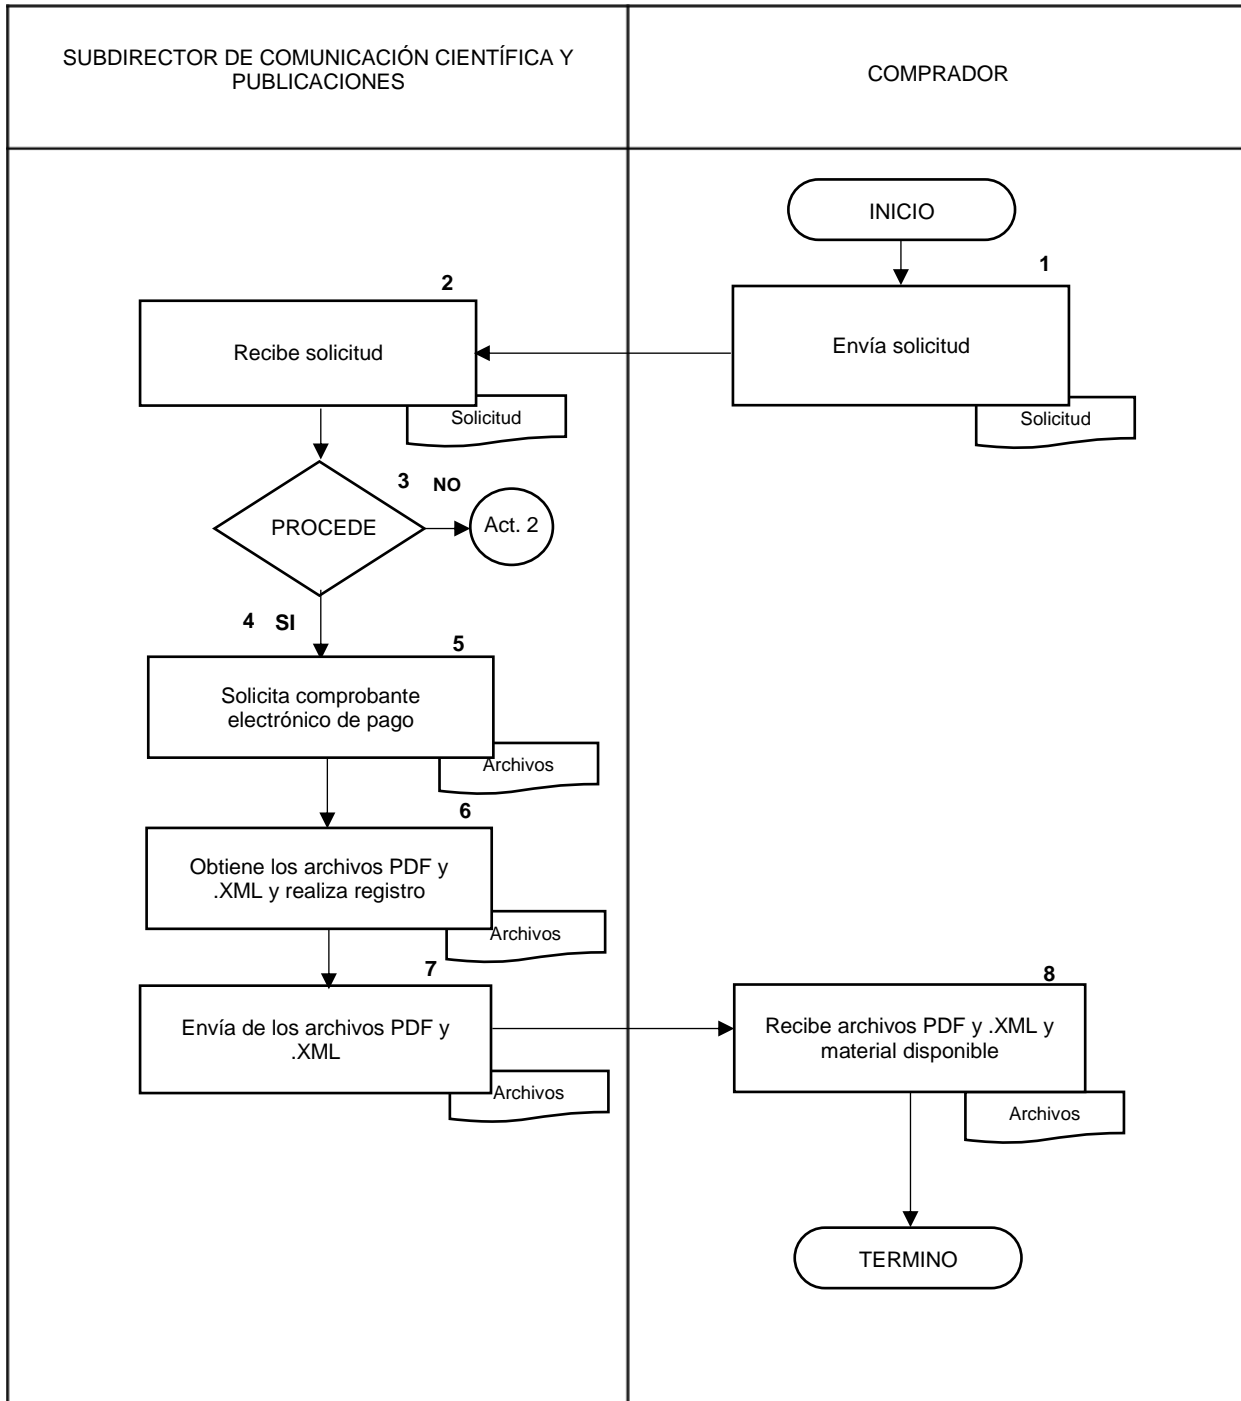 SUBDIRECTOR DE COMUNICACIÓN CIENTÍFICA Y
PUBLICACIONES
COMPRADOR
INICIO
1
Envía solicitud
Solicitud
2
Recibe solicitud
Solicitud
3
NO
PROCEDE
Act. 2
4
SI
5
Solicita comprobante
electrónico de pago
Archivos
6
Obtiene los archivos PDF y
.XML y realiza registro
Archivos
7
Envía de los archivos PDF y
.XML
Archivos
8
Recibe archivos PDF y .XML y
material disponible
Archivos
TERMINO